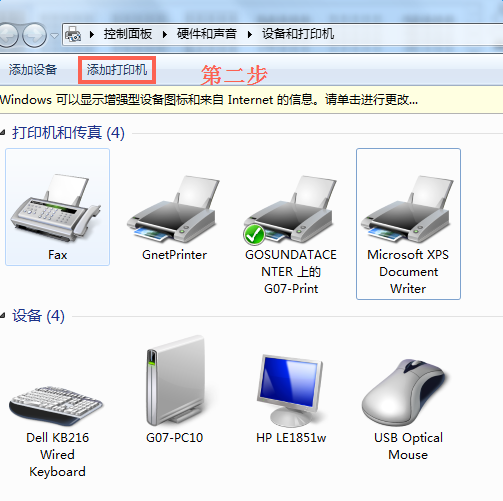 控制面板 ▸ 硬件和声音 ▸ 设备和打印机
添加设备 添加打印机 第二步
Windows 可以显示增强型设备图标和来自 Internet 的信息。请单击进行更改...
打印机和传真 (4)
Fax
GnetPrinter
GOSUNDATACE
NTER 上的
G07-Print
Microsoft XPS
Document
Writer
设备 (4)
Dell KB216
Wired
Keyboard
G07-PC10
HP LE1851w
USB Optical
Mouse